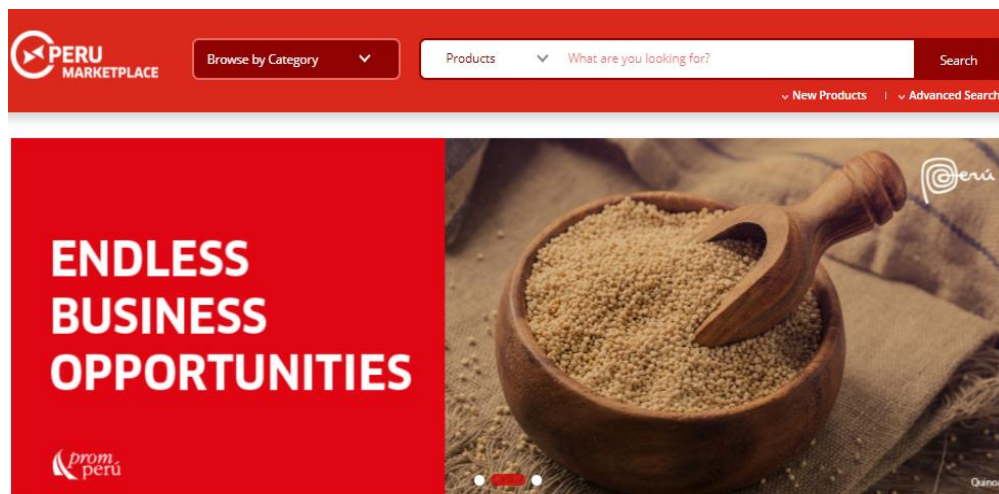 PERU
MARKETPLACE
Browse by Category
Products
What are you looking for?
Search
New Products
Advanced Search
Perú
ENDLESS
BUSINESS
OPPORTUNITIES
prom
perú
Quinoa